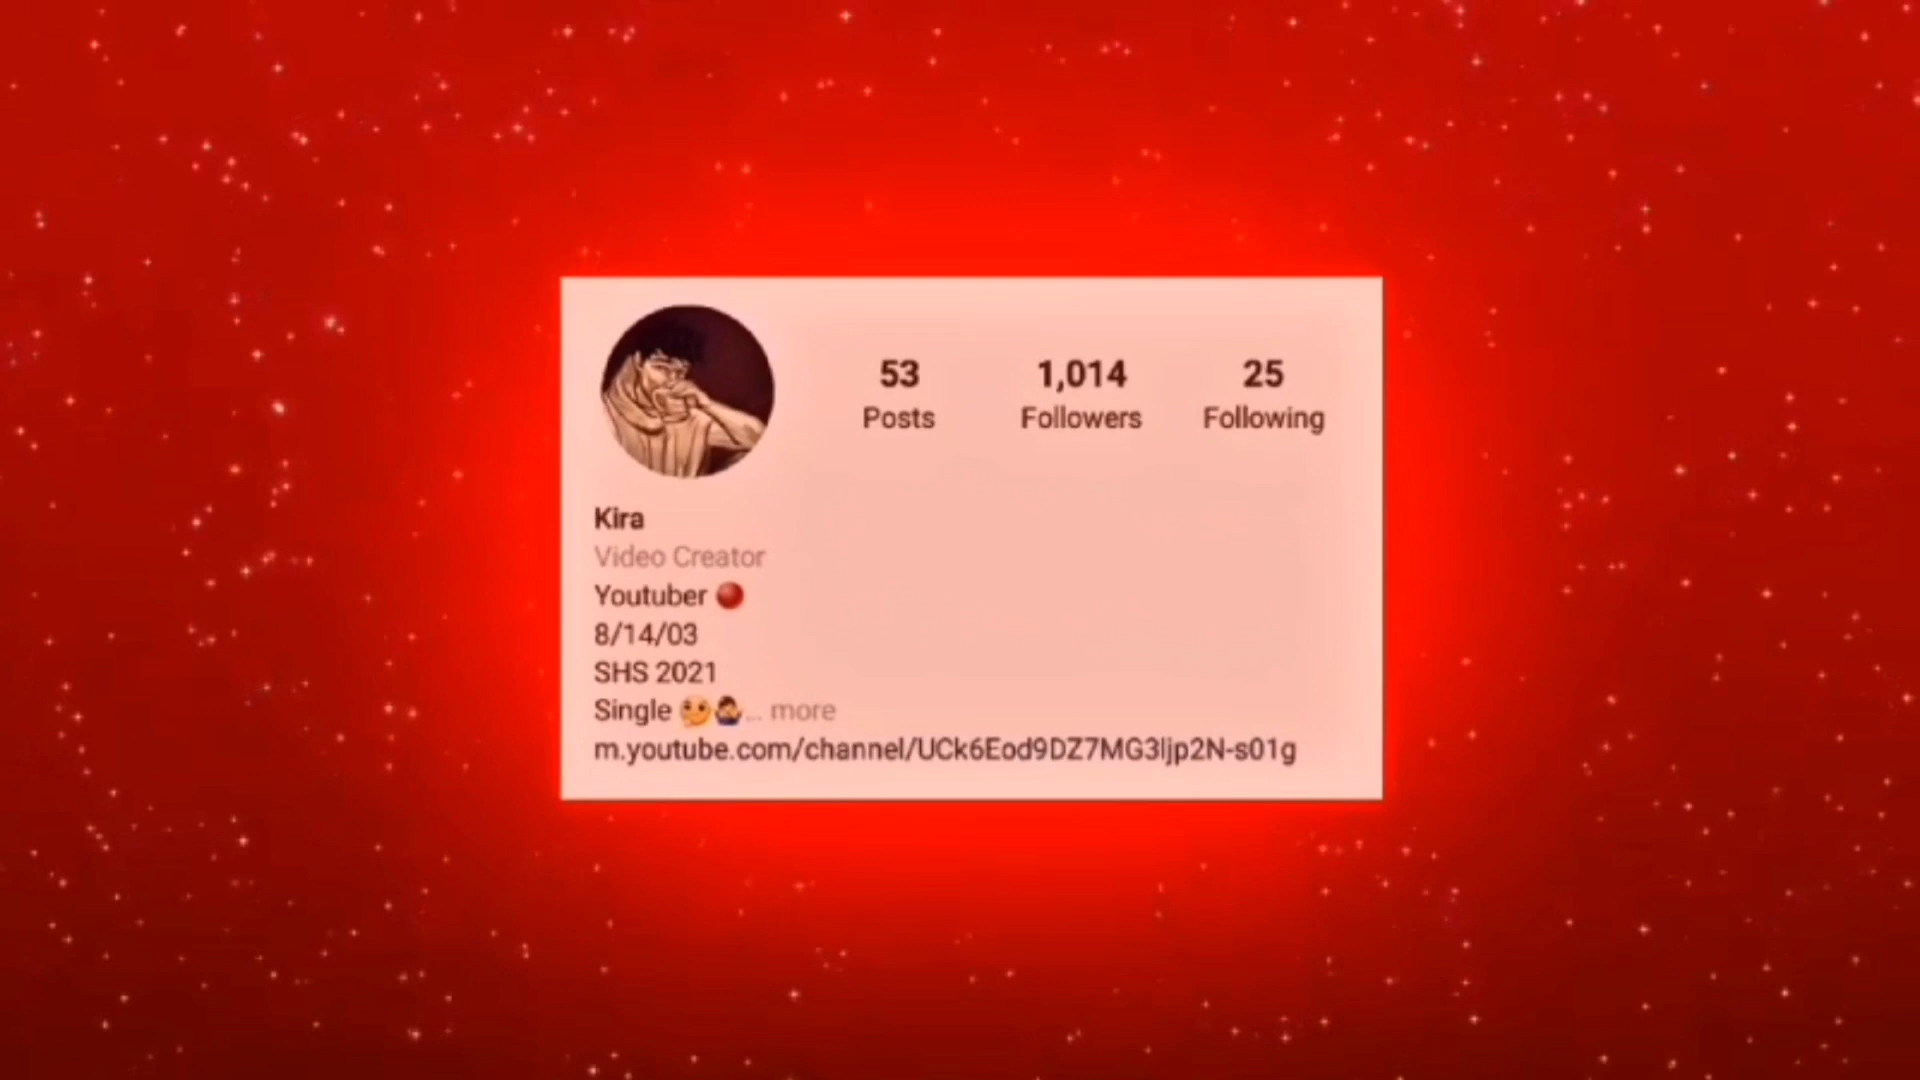 53 1,014 25
Posts Followers Following
Kira
Video Creator
Youtuber 🔴
8/14/03
SHS 2021
Single 🤔🤷‍♂️... more
m.youtube.com/channel/UCk6Eod9DZ7MG3ljp2N-s01g